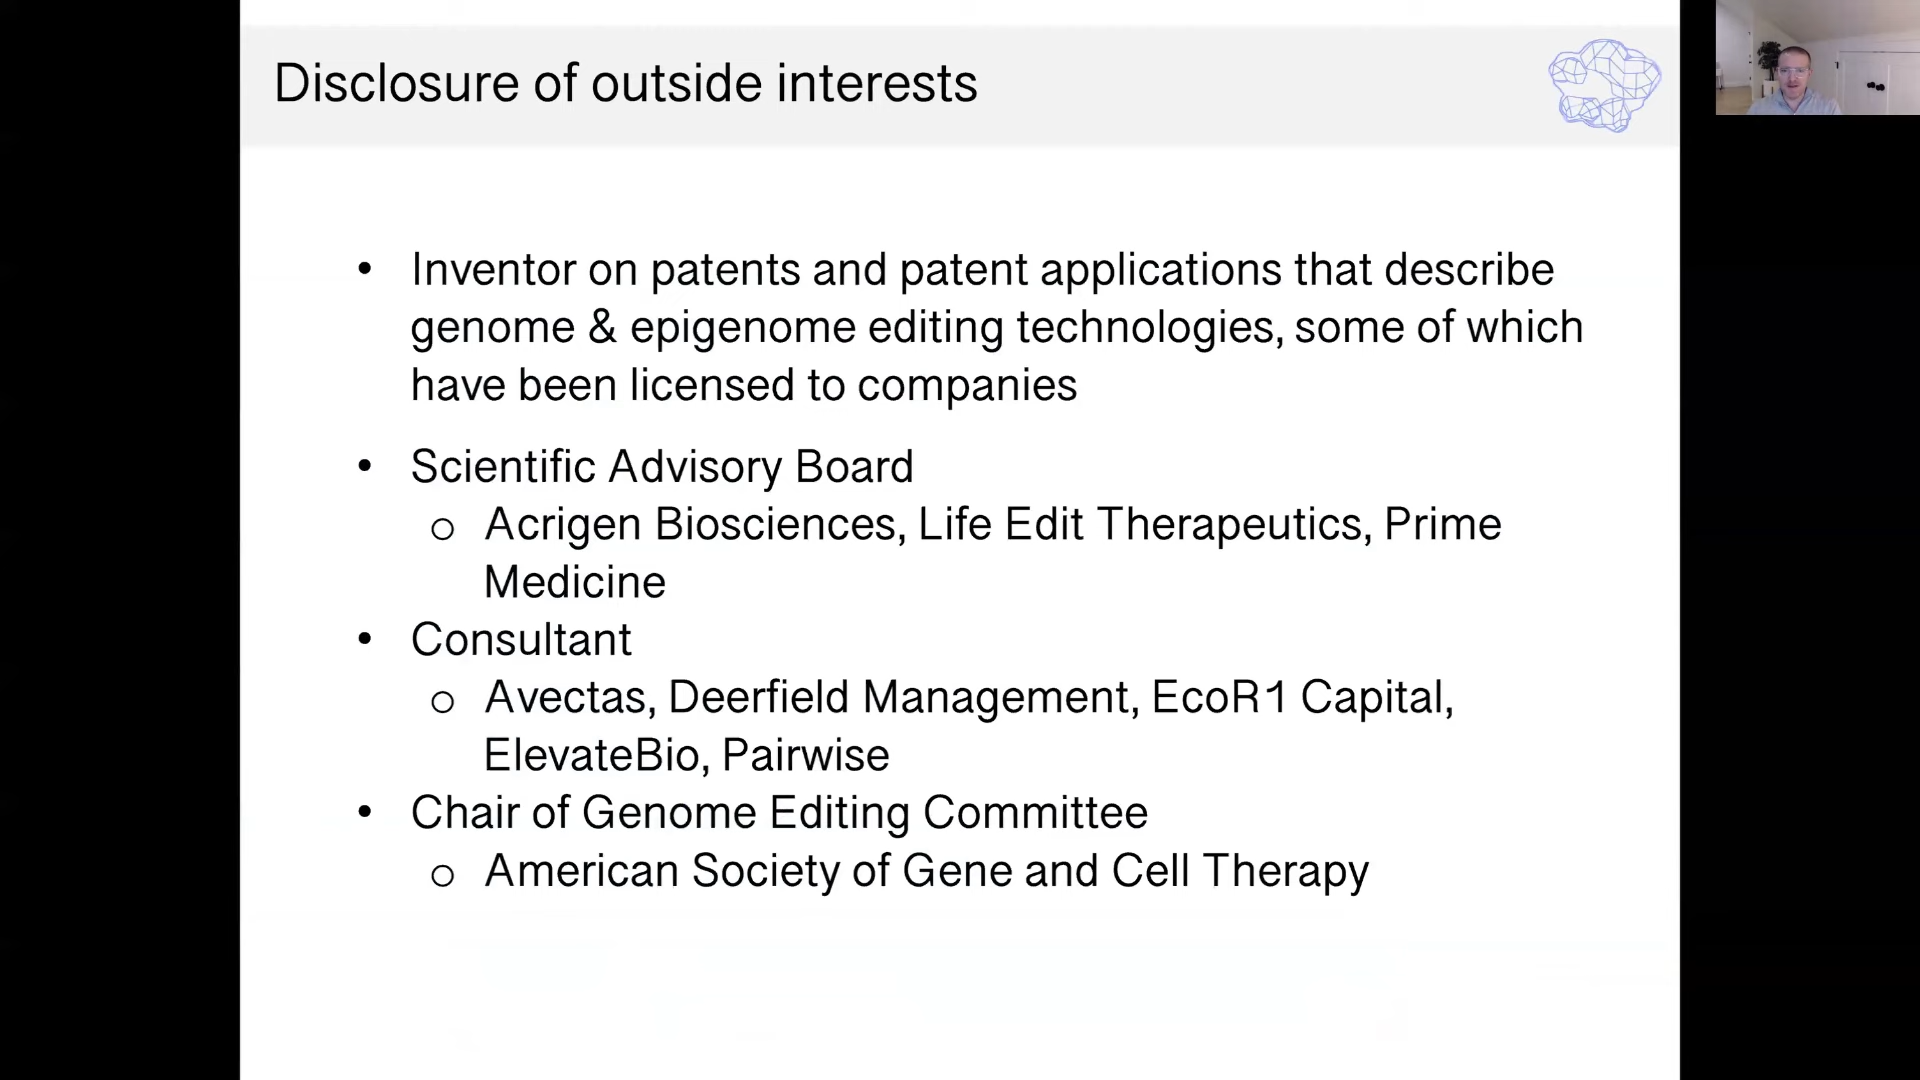 Disclosure of outside interests
• Inventor on patents and patent applications that describe
genome & epigenome editing technologies, some of which
have been licensed to companies
• Scientific Advisory Board
o Acrigen Biosciences, Life Edit Therapeutics, Prime
Medicine
• Consultant
o Avectas, Deerfield Management, EcoR1 Capital,
ElevateBio, Pairwise
• Chair of Genome Editing Committee
o American Society of Gene and Cell Therapy